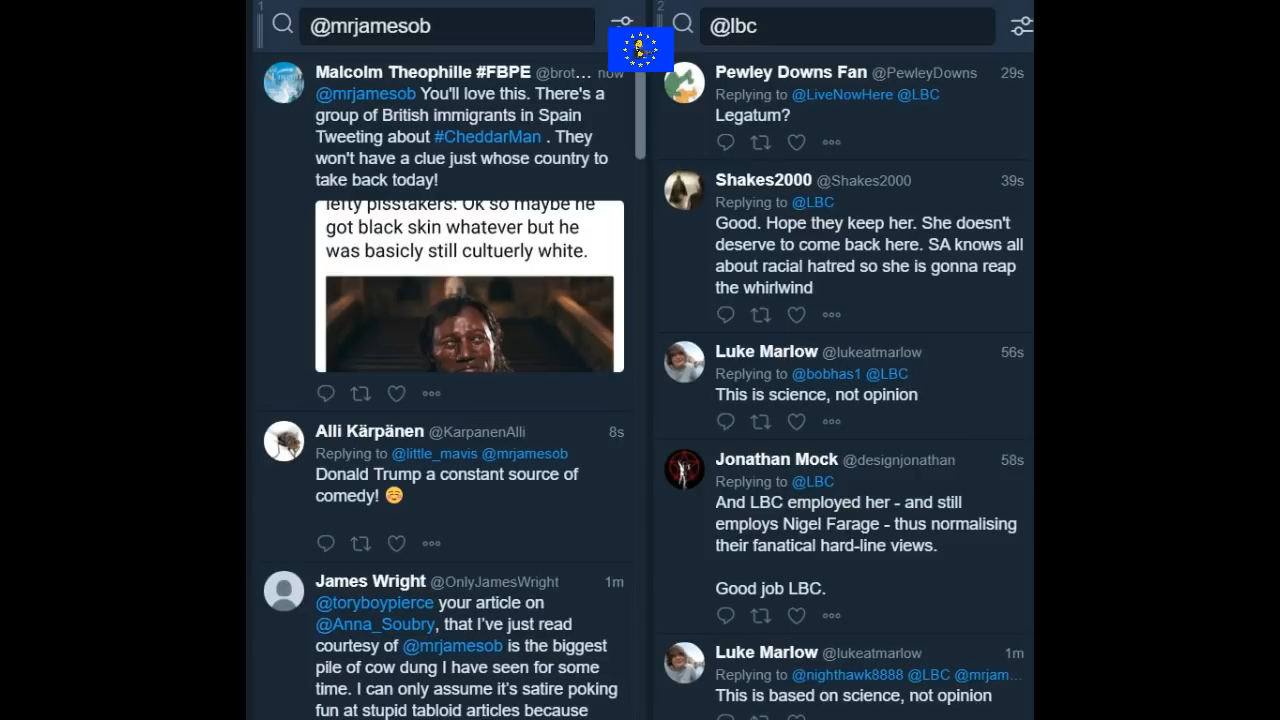 1
@mrjamesob
Malcolm Theophille #FBPE @brot… now
@mrjamesob You'll love this. There's a
group of British immigrants in Spain
Tweeting about #CheddarMan . They
won't have a clue just whose country to
take back today!
lefty pisstakers: Ok so maybe he
got black skin whatever but he
was basicly still cultuerly white.
Alli Kärpänen @KarpanenAlli 8s
Replying to @little_mavis @mrjamesob
Donald Trump a constant source of
comedy!
James Wright @OnlyJamesWright 1m
@toryboypierce your article on
@Anna_Soubry, that I've just read
courtesy of @mrjamesob is the biggest
pile of cow dung I have seen for some
time. I can only assume it's satire poking
fun at stupid tabloid articles because
2
@lbc
Pewley Downs Fan @PewleyDowns 29s
Replying to @LiveNowHere @LBC
Legatum?
Shakes2000 @Shakes2000 39s
Replying to @LBC
Good. Hope they keep her. She doesn't
deserve to come back here. SA knows all
about racial hatred so she is gonna reap
the whirlwind
Luke Marlow @lukeatmarlow 56s
Replying to @bobhas1 @LBC
This is science, not opinion
Jonathan Mock @designjonathan 58s
Replying to @LBC
And LBC employed her - and still
employs Nigel Farage - thus normalising
their fanatical hard-line views.
Good job LBC.
Luke Marlow @lukeatmarlow 1m
Replying to @nighthawk8888 @LBC @mrjam…
This is based on science, not opinion